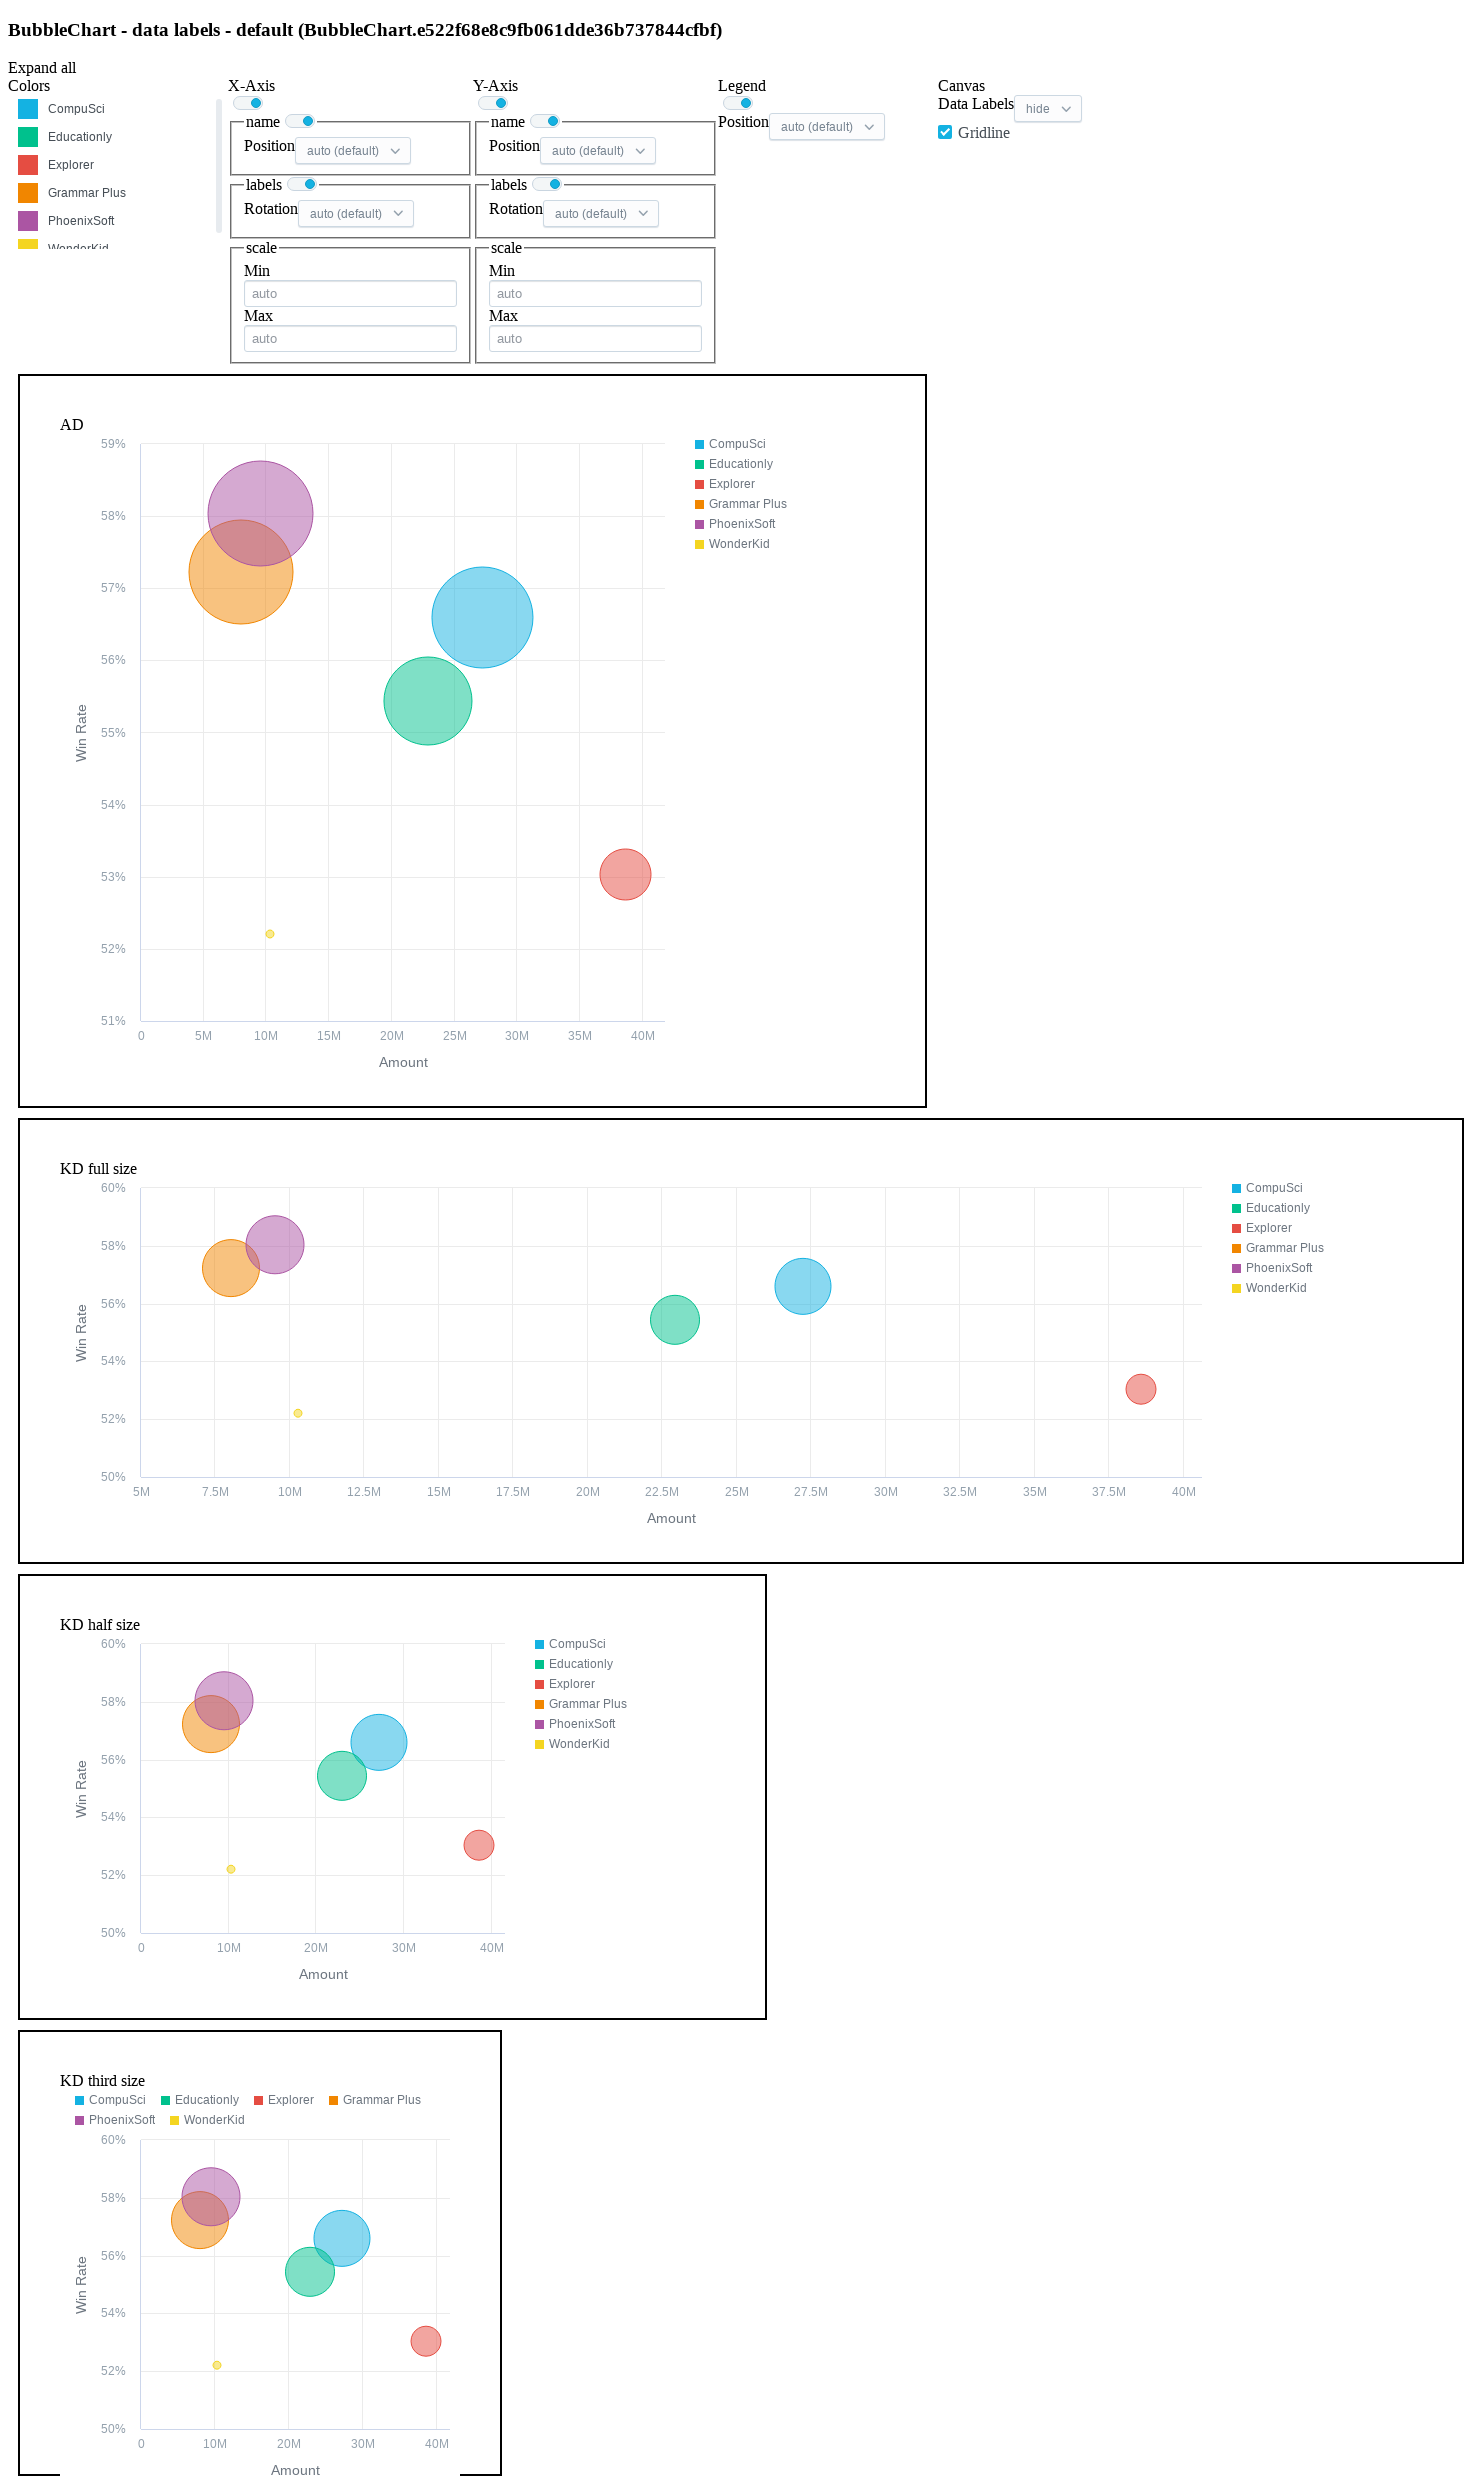 BubbleChart - data labels - default (BubbleChart.e522f68e8c9fb061dde36b737844cfbf)
Expand all
Colors
CompuSci
Educationly
Explorer
Grammar Plus
PhoenixSoft
WonderKid
X-Axis
name
Position auto (default)
labels
Rotation auto (default)
scale
Min
auto
Max
auto
Y-Axis
name
Position auto (default)
labels
Rotation auto (default)
scale
Min
auto
Max
auto
Legend
Position auto (default)
Canvas
Data Labels hide
Gridline
AD
59%
58%
57%
56%
55%
54%
53%
52%
51%
Win Rate
0 5M 10M 15M 20M 25M 30M 35M 40M
Amount
CompuSci
Educationly
Explorer
Grammar Plus
PhoenixSoft
WonderKid
KD full size
60%
58%
56%
54%
52%
50%
Win Rate
5M 7.5M 10M 12.5M 15M 17.5M 20M 22.5M 25M 27.5M 30M 32.5M 35M 37.5M 40M
Amount
CompuSci
Educationly
Explorer
Grammar Plus
PhoenixSoft
WonderKid
KD half size
60%
58%
56%
54%
52%
50%
Win Rate
0 10M 20M 30M 40M
Amount
CompuSci
Educationly
Explorer
Grammar Plus
PhoenixSoft
WonderKid
KD third size
CompuSci Educationly Explorer Grammar Plus
PhoenixSoft WonderKid
60%
58%
56%
54%
52%
50%
Win Rate
0 10M 20M 30M 40M
Amount